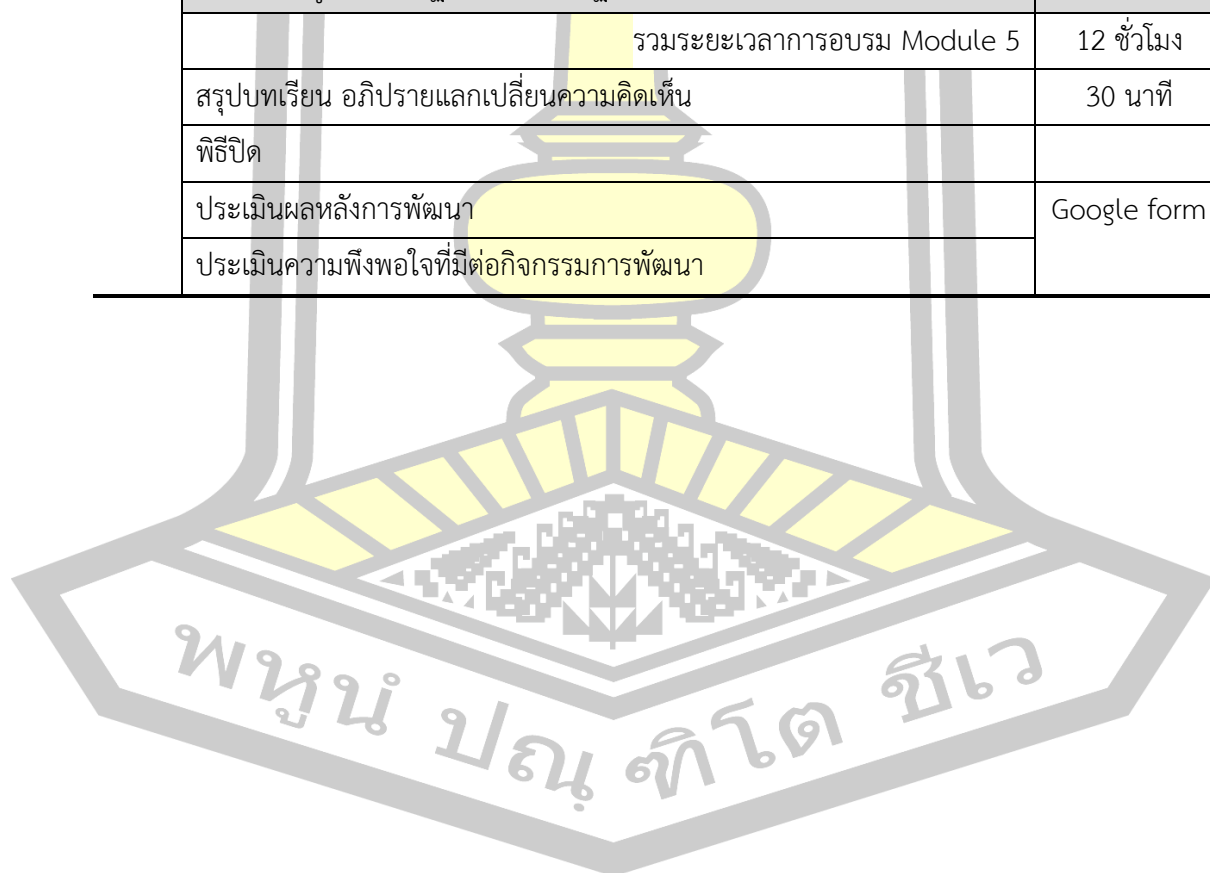 รวมระยะเวลาการอบรม Module 5 12 ชั่วโมง
สรุปบทเรียน อภิปรายแลกเปลี่ยนความคิดเห็น 30 นาที
พิธีปิด
ประเมินผลหลังการพัฒนา Google form
ประเมินความพึงพอใจที่มีต่อกิจกรรมการพัฒนา
พหูนํ ปณฺฑิโต ชีเว